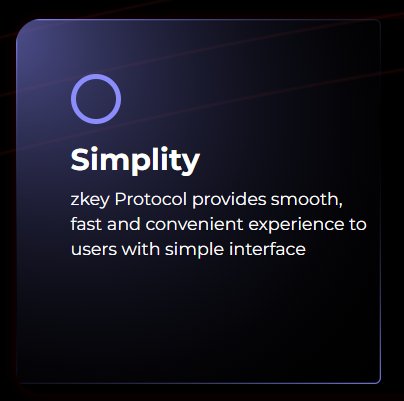 Simplity
zkey Protocol provides smooth,
fast and convenient experience to
users with simple interface